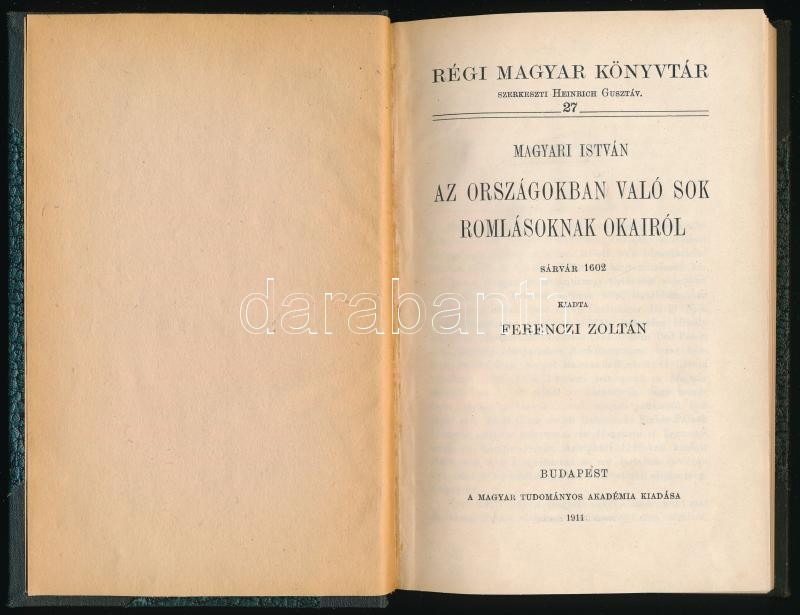 RÉGI MAGYAR KÖNYVTÁR
SZERKESZTI HEINRICH GUSZTÁV.
27
MAGYARI ISTVÁN
AZ ORSZÁGOKBAN VALÓ SOK
ROMLÁSOKNAK OKAIRÓL
SÁRVÁR 1602
KIADTA
FERENCZI ZOLTÁN
BUDAPEST
A MAGYAR TUDOMÁNYOS AKADÉMIA KIADÁSA
1911
darabanth.com